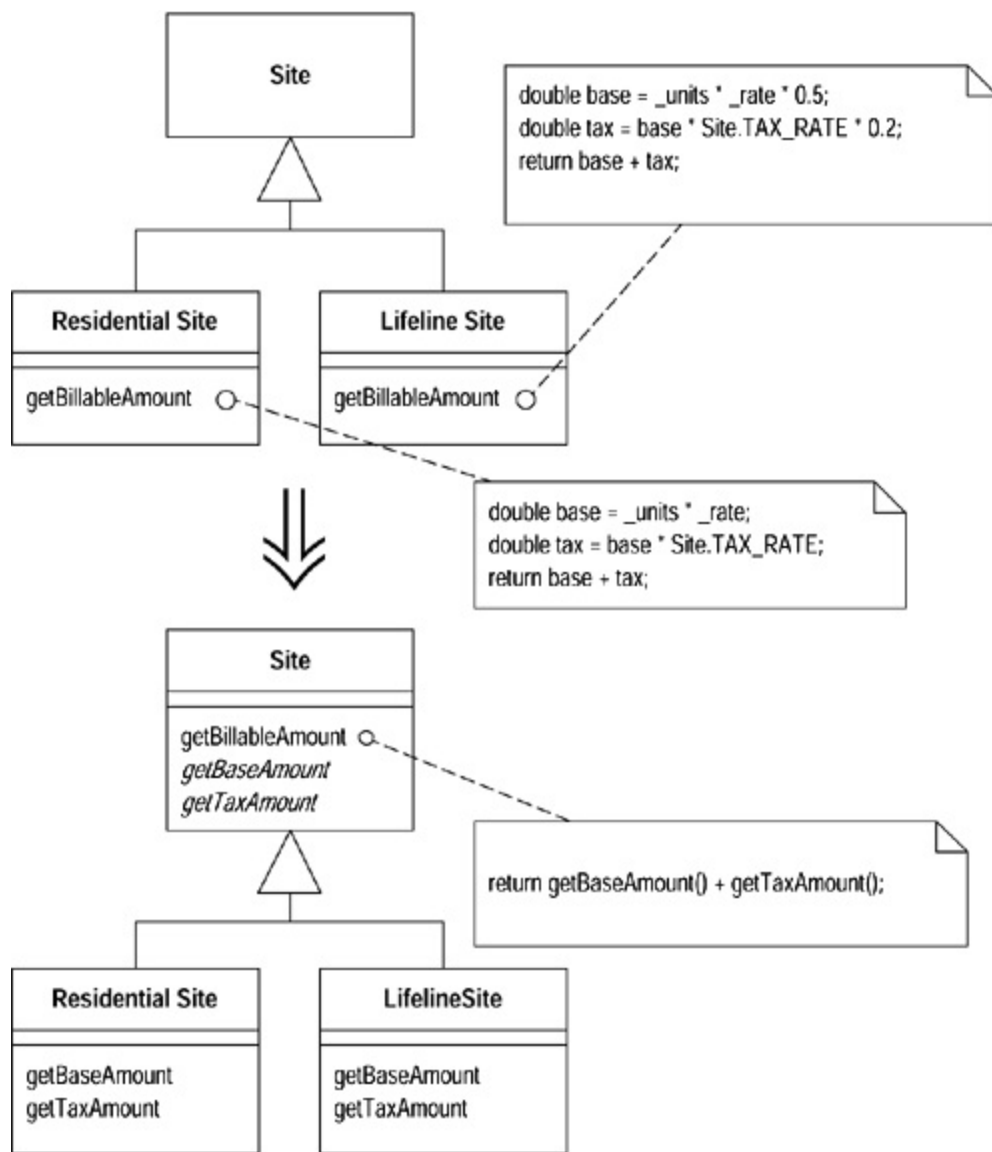 Site
double base = _units * _rate * 0.5;
double tax = base * Site.TAX_RATE * 0.2;
return base + tax;
Residential Site
getBillableAmount
Lifeline Site
getBillableAmount
double base = _units * _rate;
double tax = base * Site.TAX_RATE;
return base + tax;
Site
getBillableAmount
getBaseAmount
getTaxAmount
return getBaseAmount() + getTaxAmount();
Residential Site
getBaseAmount
getTaxAmount
LifelineSite
getBaseAmount
getTaxAmount